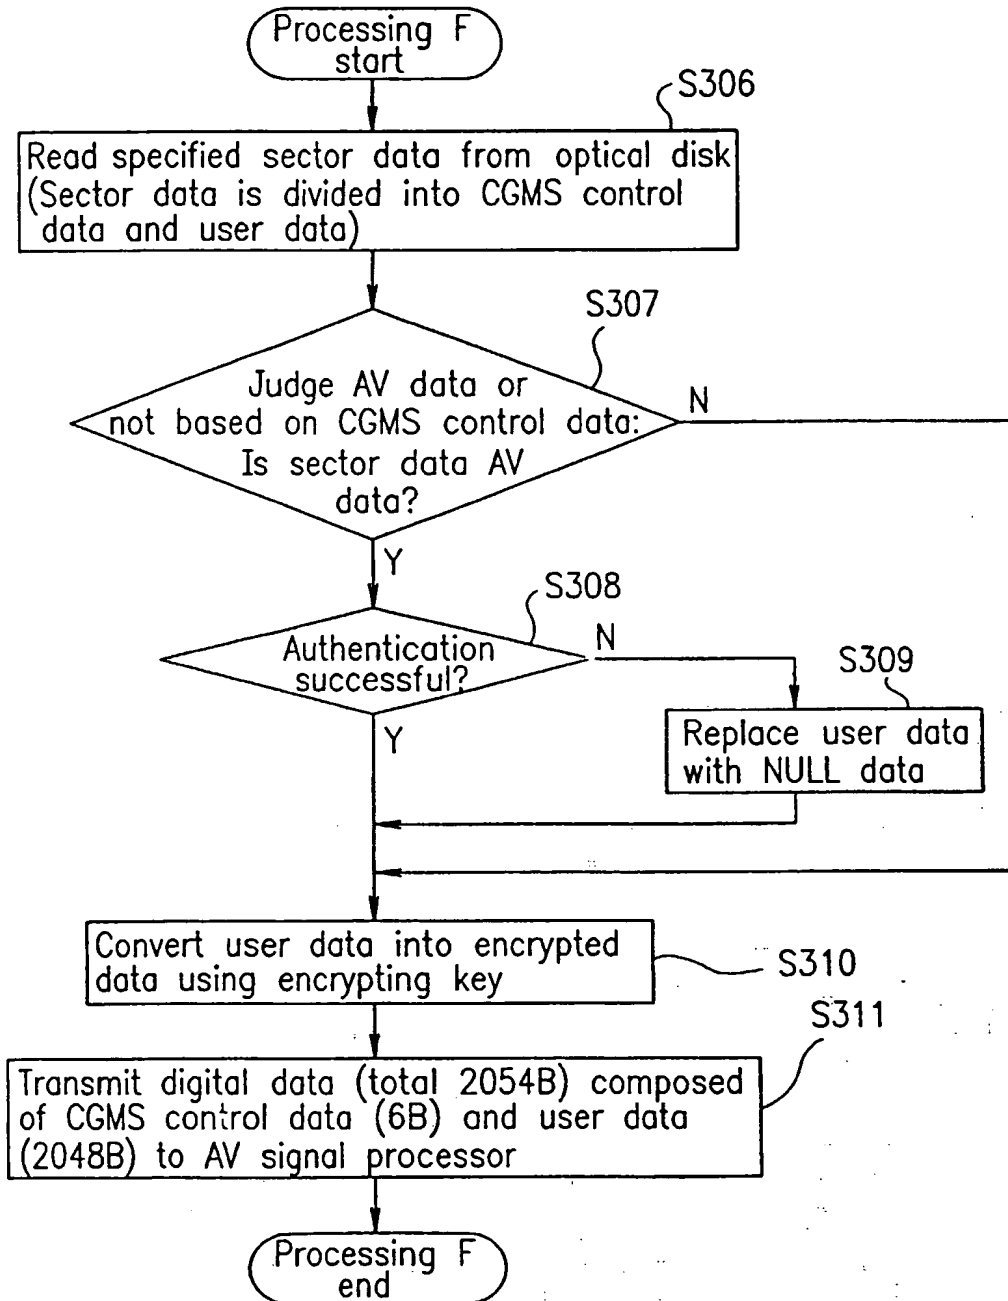 Processing F
start
S306
Read specified sector data from optical disk
(Sector data is divided into CGMS control
data and user data)
S307
Judge AV data or
not based on CGMS control data:
Is sector data AV
data?
N
Y
S308
Authentication
successful?
N
S309
Replace user data
with NULL data
Y
Convert user data into encrypted
data using encrypting key
S310
S311
Transmit digital data (total 2054B) composed
of CGMS control data (6B) and user data
(2048B) to AV signal processor
Processing F
end